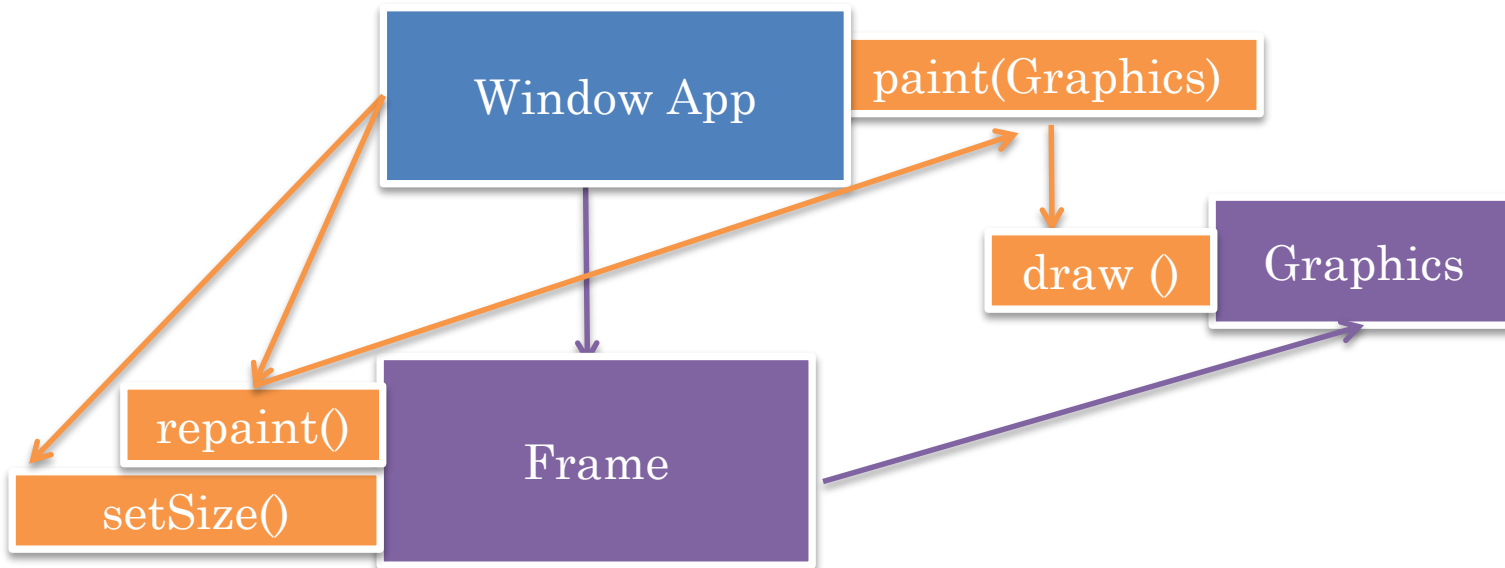 Window App
paint(Graphics)
draw ()
Graphics
repaint()
Frame
setSize()